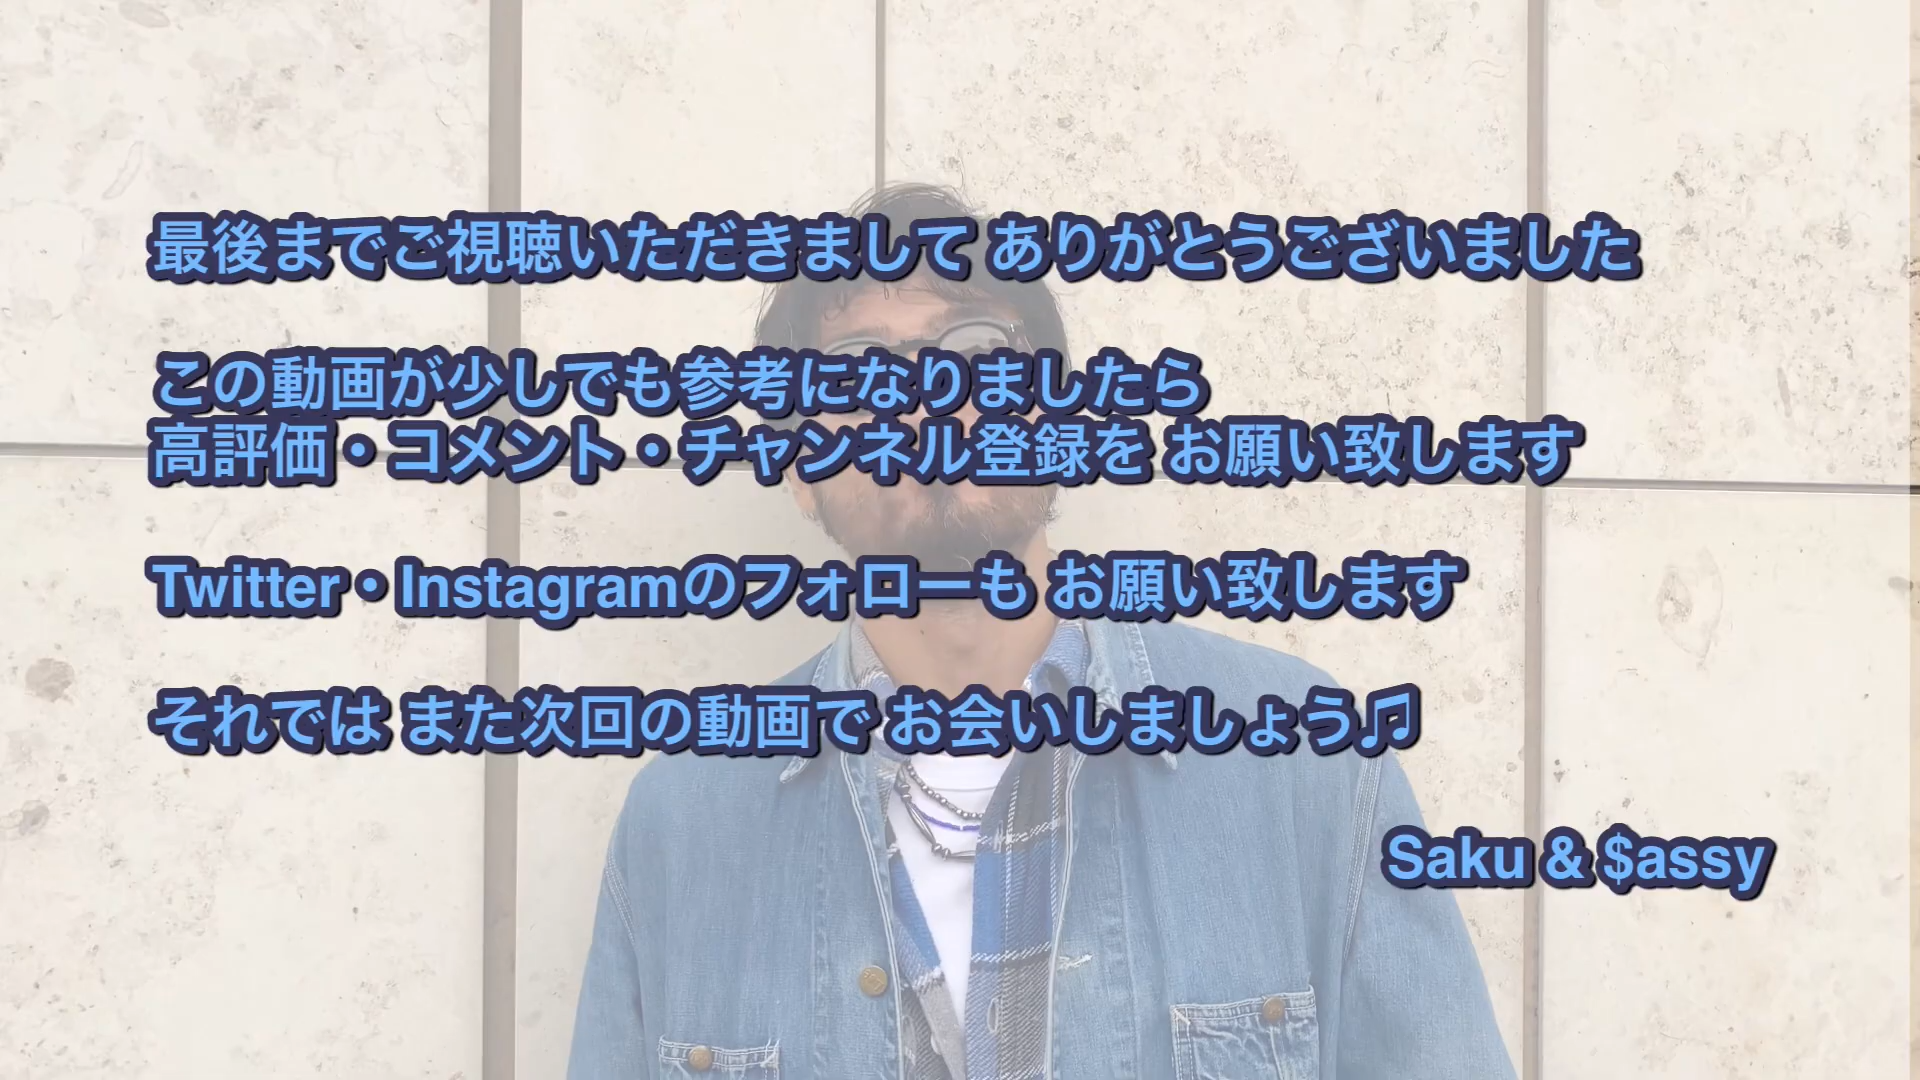 最後までご視聴いただきまして ありがとうございました
この動画が少しでも参考になりましたら
高評価・コメント・チャンネル登録を お願い致します
Twitter・Instagramのフォローも お願い致します
それでは また次回の動画で お会いしましょう♫
Saku & $assy